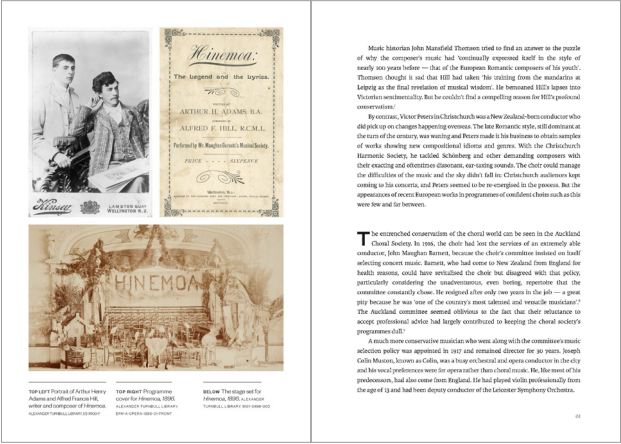 Hinemoa:
The Legend and the Lyrics.
WRITTEN BY
ARTHUR H. ADAMS, B.A.
COMPOSED BY
ALFRED F. HILL, R.C.M.L.
Performed by Mr. Maughan Barnett's Musical Society.
PRICE - - - - SIXPENCE
LAMBTON QUAY
WELLINGTON N.Z.
HINEMOA
TOP LEFT Portrait of Arthur Henry
Adams and Alfred Francis Hill,
writer and composer of Hinemoa.
TOP RIGHT Programme
cover for Hinemoa, 1896.
ALEXANDER TURNBULL LIBRARY
BELOW The stage set for
Hinemoa, 1896. ALEXANDER
TURNBULL LIBRARY
Music historian John Mansfield Thomson tried to find an answer to the puzzle
of why the composer's music had 'continually expressed itself in the style of
nearly 100 years before — that of the European Romantic composers of his youth'.
Thomson thought it sad that Hill had taken 'his training from the mandarins at
Leipzig as the final revelation of musical wisdom'. He bemoaned Hill's lapses into
Victorian sentimentality. But he couldn't find a compelling reason for Hill's profound
conservatism.
By contrast, Victor Peters in Christchurch was a New Zealand-born conductor who
did pick up on changes happening overseas. The late Romantic style, still dominant at
the turn of the century, was waning and Peters made it his business to obtain samples
of works showing new compositional idioms and genres. With the Christchurch
Harmonic Society, he tackled Schönberg and other demanding composers with
their exacting and oftentimes dissonant, ear-taxing sounds. The choir could manage
the difficulties of the music and the sky didn't fall in: Christchurch audiences kept
coming to his concerts, and Peters seemed to be re-energised in the process. But the
appearances of recent European works in programmes of confident choirs such as this
were few and far between.
The entrenched conservatism of the choral world can be seen in the Auckland
Choral Society. In 1916, the choir had lost the services of an extremely able
conductor, John Maughan Barnett, because the choir's committee insisted on itself
selecting concert music. Barnett, who had come to New Zealand from England for
health reasons, could have revitalised the choir but disagreed with that policy,
particularly considering the unadventurous, even boring, repertoire that the
committee constantly chose. He resigned after only two years in the job — a great
pity because he was 'one of the country's most talented and versatile musicians'.
The Auckland committee seemed oblivious to the fact that their reluctance to
accept professional advice had largely contributed to keeping the choral society's
programmes dull.
A much more conservative musician who went along with the committee's music
selection policy was appointed in 1917 and remained director for 30 years. Joseph
Colin Muston, known as Colin, was a busy orchestral and opera conductor in the city
and his vocal preferences were for opera rather than choral music. He, like most of his
predecessors, had also come from England. He had played violin professionally from
the age of 13 and had been deputy conductor of the Leicester Symphony Orchestra.